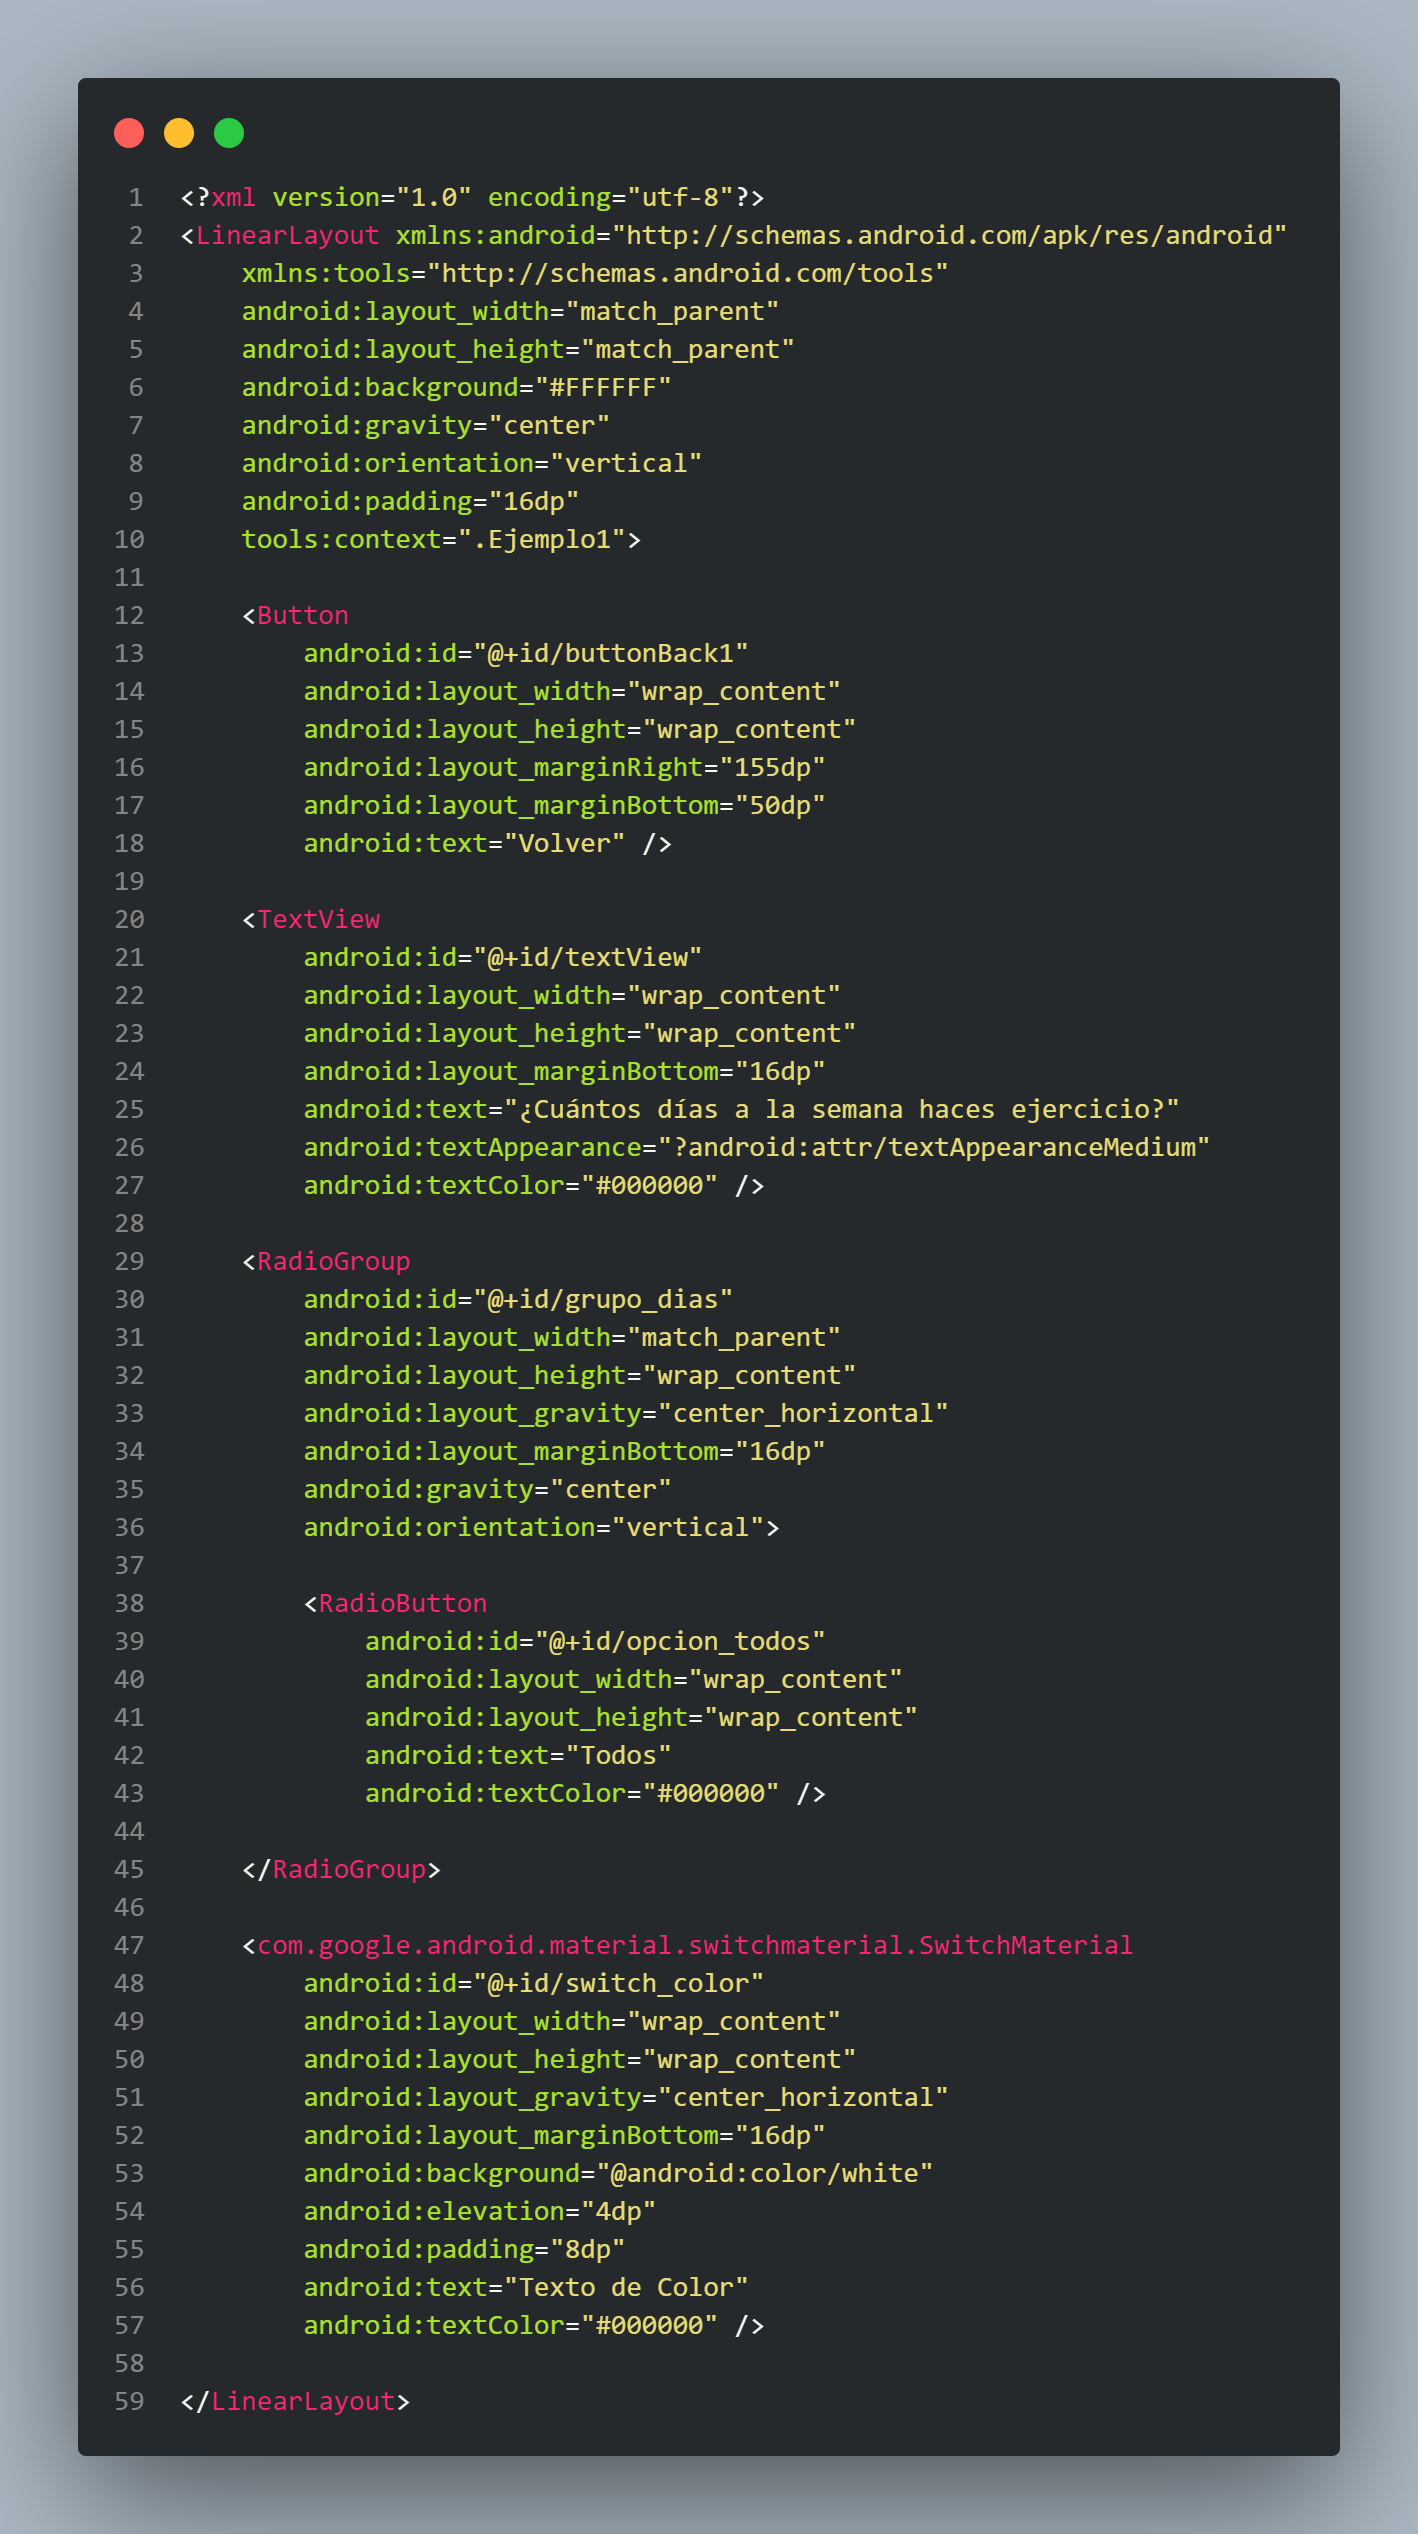 1 <?xml version="1.0" encoding="utf-8"?>
2 <LinearLayout xmlns:android="http://schemas.android.com/apk/res/android"
3     xmlns:tools="http://schemas.android.com/tools"
4     android:layout_width="match_parent"
5     android:layout_height="match_parent"
6     android:background="#FFFFFF"
7     android:gravity="center"
8     android:orientation="vertical"
9     android:padding="16dp"
10     tools:context=".Ejemplo1">
11
12     <Button
13         android:id="@+id/buttonBack1"
14         android:layout_width="wrap_content"
15         android:layout_height="wrap_content"
16         android:layout_marginRight="155dp"
17         android:layout_marginBottom="50dp"
18         android:text="Volver" />
19
20     <TextView
21         android:id="@+id/textView"
22         android:layout_width="wrap_content"
23         android:layout_height="wrap_content"
24         android:layout_marginBottom="16dp"
25         android:text="¿Cuántos días a la semana haces ejercicio?"
26         android:textAppearance="?android:attr/textAppearanceMedium"
27         android:textColor="#000000" />
28
29     <RadioGroup
30         android:id="@+id/grupo_dias"
31         android:layout_width="match_parent"
32         android:layout_height="wrap_content"
33         android:layout_gravity="center_horizontal"
34         android:layout_marginBottom="16dp"
35         android:gravity="center"
36         android:orientation="vertical">
37
38         <RadioButton
39             android:id="@+id/opcion_todos"
40             android:layout_width="wrap_content"
41             android:layout_height="wrap_content"
42             android:text="Todos"
43             android:textColor="#000000" />
44
45     </RadioGroup>
46
47     <com.google.android.material.switchmaterial.SwitchMaterial
48         android:id="@+id/switch_color"
49         android:layout_width="wrap_content"
50         android:layout_height="wrap_content"
51         android:layout_gravity="center_horizontal"
52         android:layout_marginBottom="16dp"
53         android:background="@android:color/white"
54         android:elevation="4dp"
55         android:padding="8dp"
56         android:text="Texto de Color"
57         android:textColor="#000000" />
58
59 </LinearLayout>